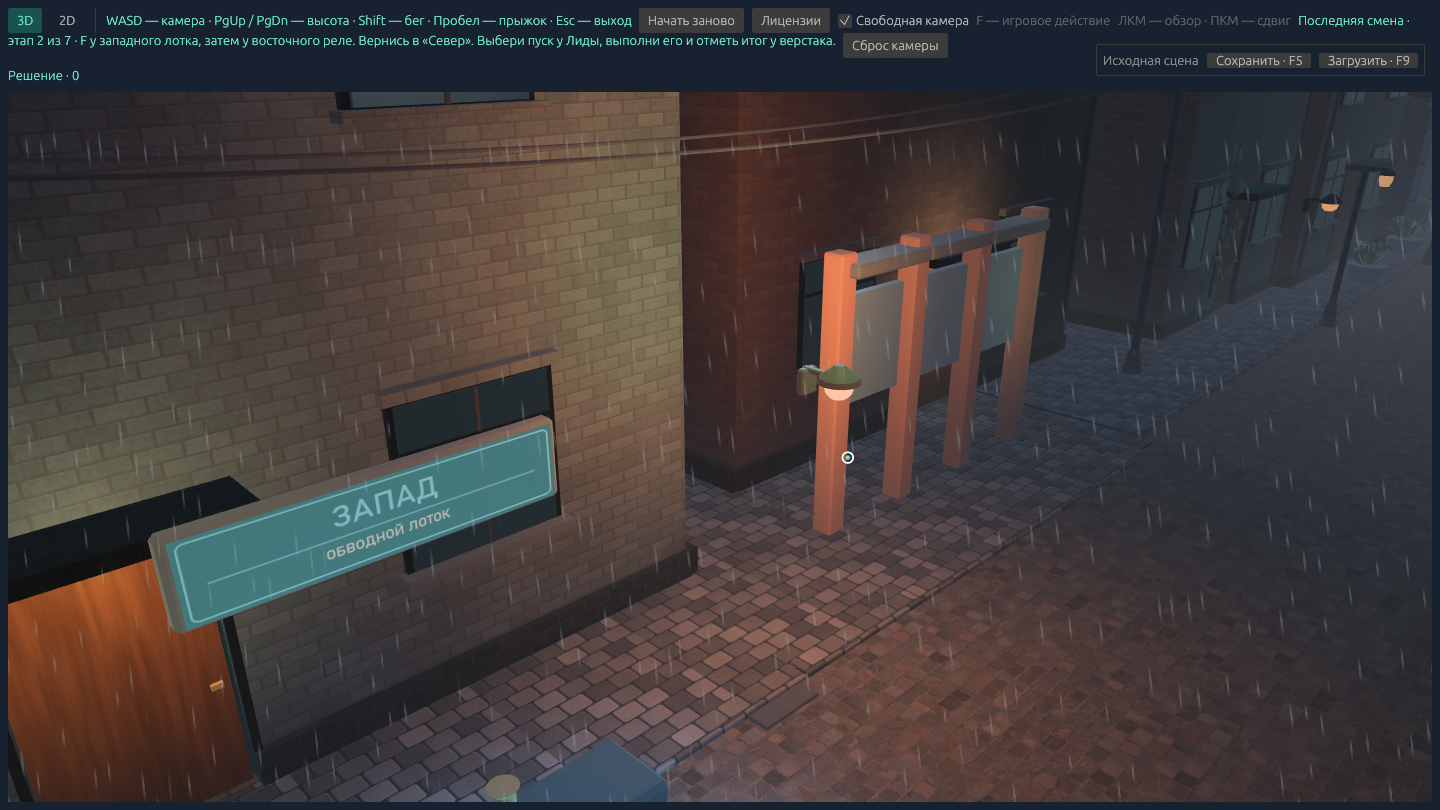 3D 2D WASD — камера · PgUp / PgDn — высота · Shift — бег · Пробел — прыжок · Esc — выход Начать заново Лицензии Свободная камера F — игровое действие ЛКМ — обзор · ПКМ — сдвиг Последняя смена ·
этап 2 из 7 · F у западного лотка, затем у восточного реле. Вернись в «Север». Выбери пуск у Лиды, выполни его и отметь итог у верстака. Сброс камеры
Исходная сцена Сохранить · F5 Загрузить · F9
Решение · 0
ЗАПАД
ОБВОДНОЙ ЛОТОК